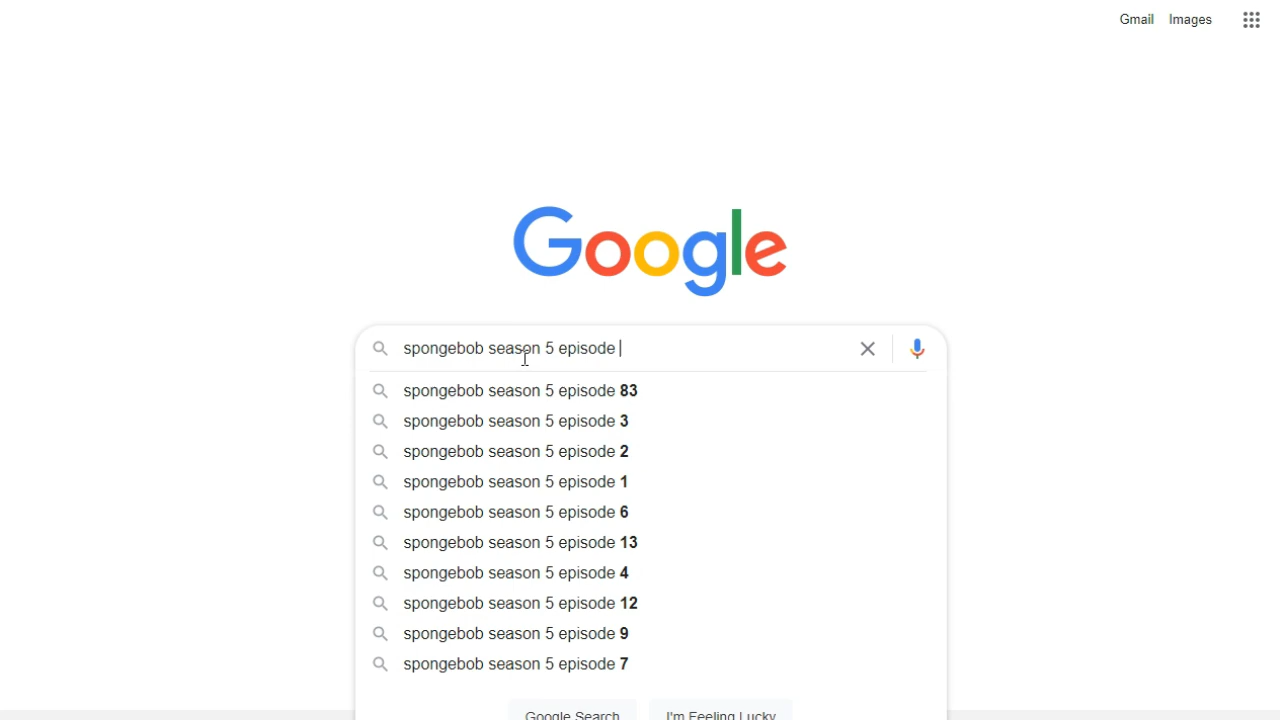 Gmail Images
Google
spongebob season 5 episode
spongebob season 5 episode 83
spongebob season 5 episode 3
spongebob season 5 episode 2
spongebob season 5 episode 1
spongebob season 5 episode 6
spongebob season 5 episode 13
spongebob season 5 episode 4
spongebob season 5 episode 12
spongebob season 5 episode 9
spongebob season 5 episode 7
Google Search I'm Feeling Lucky